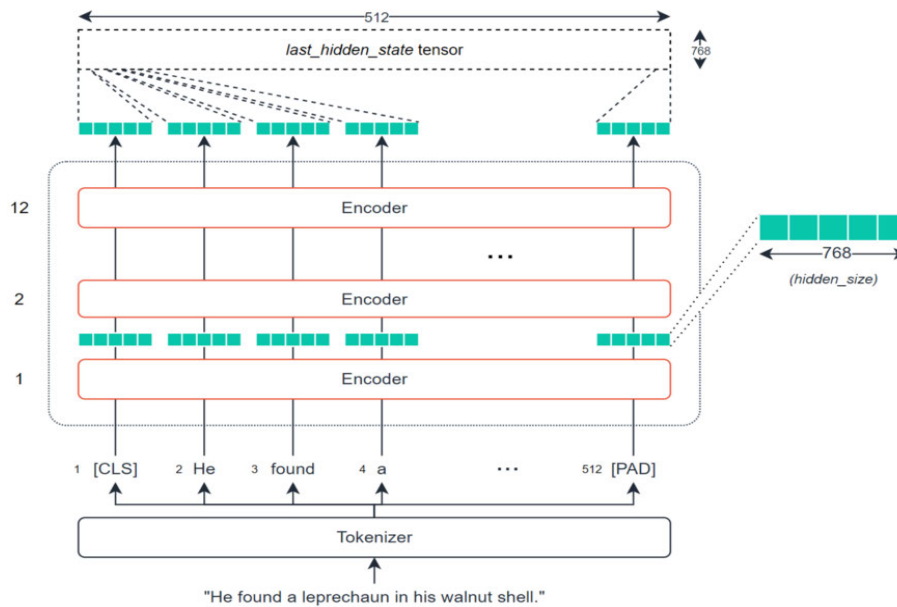 512
last_hidden_state tensor
768
12
Encoder
...
2
Encoder
768
(hidden_size)
1
Encoder
1 [CLS] 2 He 3 found 4 a ... 512 [PAD]
Tokenizer
"He found a leprechaun in his walnut shell."